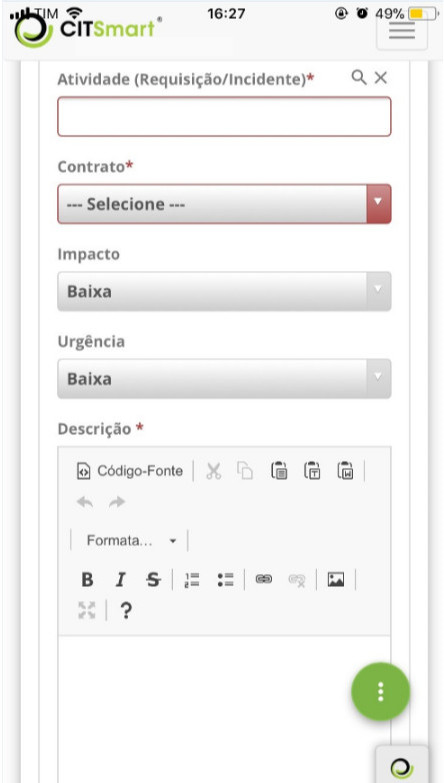 TIM 16:27 49%
CITSmart
Atividade (Requisição/Incidente)*
Contrato*
--- Selecione ---
Impacto
Baixa
Urgência
Baixa
Descrição *
Código-Fonte
Formata...
B I S
?